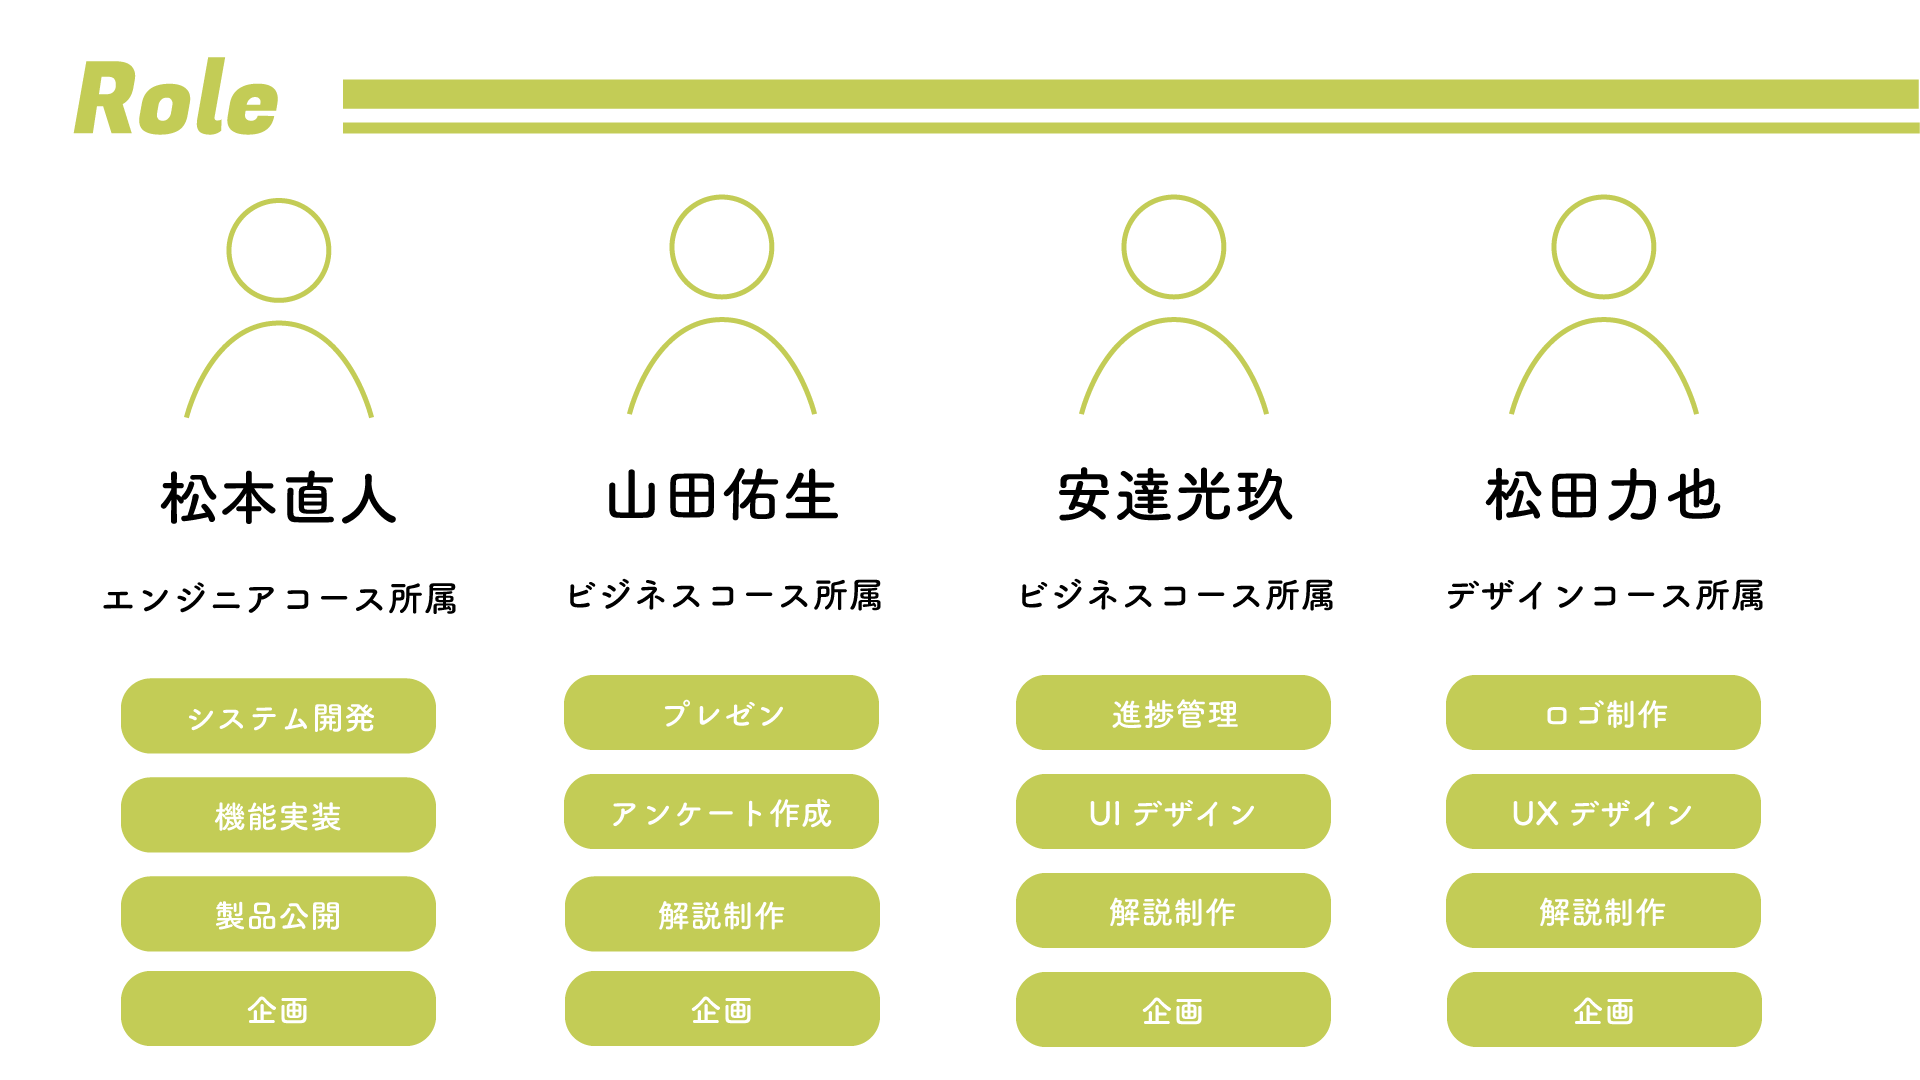 Role
松本直人
エンジニアコース所属
システム開発
機能実装
製品公開
企画
山田佑生
ビジネスコース所属
プレゼン
アンケート作成
解説制作
企画
安達光玖
ビジネスコース所属
進捗管理
UIデザイン
解説制作
企画
松田力也
デザインコース所属
ロゴ制作
UXデザイン
解説制作
企画